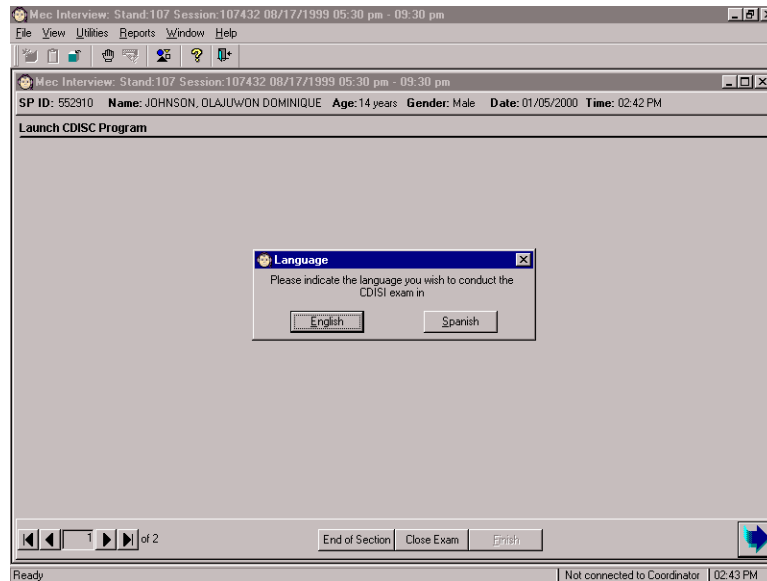 Mec Interview: Stand:107 Session:107432 08/17/1999 05:30 pm - 09:30 pm
File View Utilities Reports Window Help
Mec Interview: Stand:107 Session:107432 08/17/1999 05:30 pm - 09:30 pm
SP ID: 552910 Name: JOHNSON, OLAJUWON DOMINIQUE Age: 14 years Gender: Male Date: 01/05/2000 Time: 02:42 PM
Launch CDISC Program
Language
Please indicate the language you wish to conduct the
CDISI exam in
English Spanish
1 of 2 End of Section Close Exam Finish
Ready Not connected to Coordinator 02:43 PM